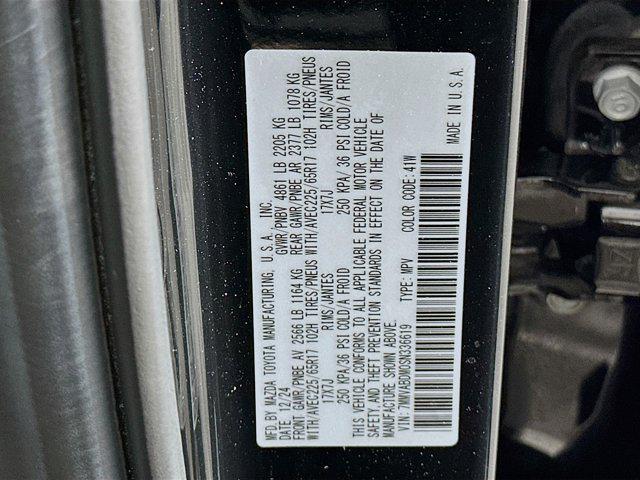 MFD. BY MAZDA TOYOTA MANUFACTURING, U.S.A., INC.
DATE: 12/24 GVWR/PNBV 4861 LB 2205 KG
FRONT GAWR/PNBE AV 2566 LB 1164 KG REAR GAWR/PNBE AR 2377 LB 1078 KG
WITH/AVEC225/65R17 102H TIRES/PNEUS WITH/AVEC225/65R17 102H TIRES/PNEUS
17X7J RIMS/JANTES 17X7J RIMS/JANTES
250 KPA/36 PSI COLD/A FROID 250 KPA/ 36 PSI COLD/A FROID
THIS VEHICLE CONFORMS TO ALL APPLICABLE FEDERAL MOTOR VEHICLE
SAFETY, AND THEFT PREVENTION STANDARDS IN EFFECT ON THE DATE OF
MANUFACTURE SHOWN ABOVE.
VIN: 7MMVABDM0SN336619 TYPE: MPV COLOR CODE: 41W
MADE IN U.S.A.